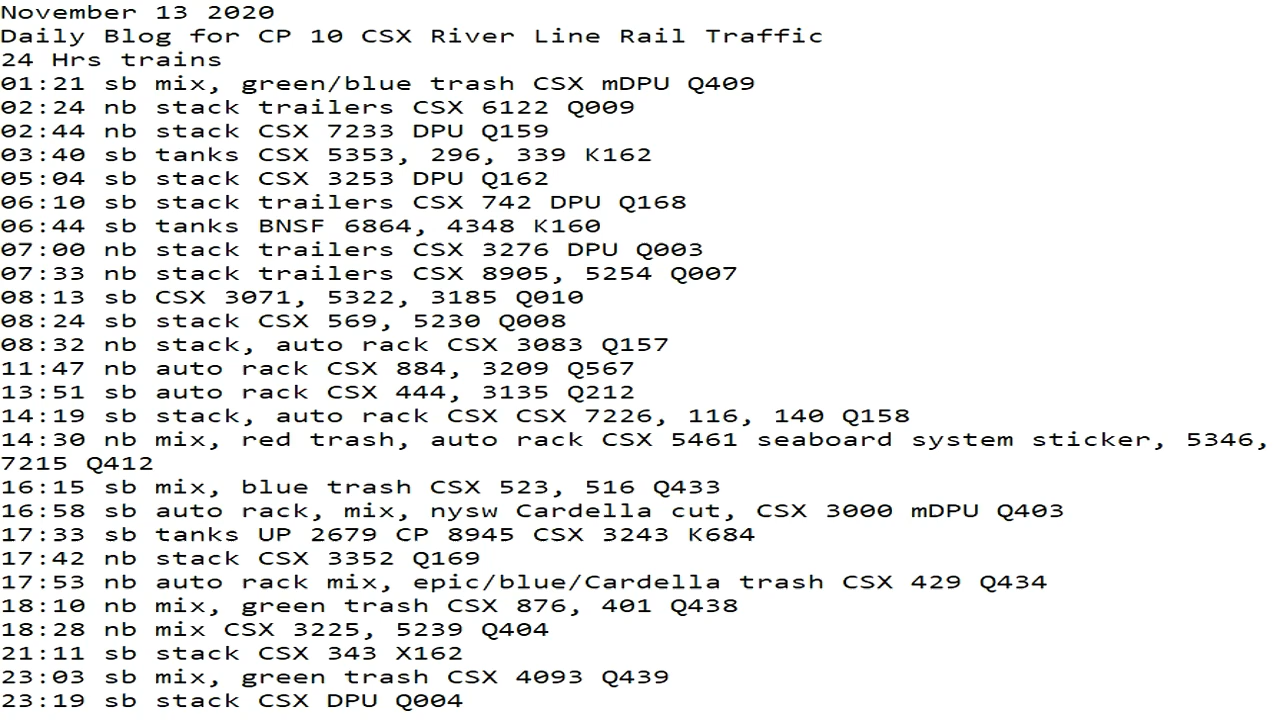 November 13 2020
Daily Blog for CP 10 CSX River Line Rail Traffic
24 Hrs trains
01:21 sb mix, green/blue trash CSX mDPU Q409
02:24 nb stack trailers CSX 6122 Q009
02:44 nb stack CSX 7233 DPU Q159
03:40 sb tanks CSX 5353, 296, 339 K162
05:04 sb stack CSX 3253 DPU Q162
06:10 sb stack trailers CSX 742 DPU Q168
06:44 sb tanks BNSF 6864, 4348 K160
07:00 nb stack trailers CSX 3276 DPU Q003
07:33 nb stack trailers CSX 8905, 5254 Q007
08:13 sb CSX 3071, 5322, 3185 Q010
08:24 sb stack CSX 569, 5230 Q008
08:32 nb stack, auto rack CSX 3083 Q157
11:47 nb auto rack CSX 884, 3209 Q567
13:51 sb auto rack CSX 444, 3135 Q212
14:19 sb stack, auto rack CSX CSX 7226, 116, 140 Q158
14:30 nb mix, red trash, auto rack CSX 5461 seaboard system sticker, 5346,
7215 Q412
16:15 sb mix, blue trash CSX 523, 516 Q433
16:58 sb auto rack, mix, nysw Cardella cut, CSX 3000 mDPU Q403
17:33 sb tanks UP 2679 CP 8945 CSX 3243 K684
17:42 nb stack CSX 3352 Q169
17:53 nb auto rack mix, epic/blue/Cardella trash CSX 429 Q434
18:10 nb mix, green trash CSX 876, 401 Q438
18:28 nb mix CSX 3225, 5239 Q404
21:11 sb stack CSX 343 X162
23:03 sb mix, green trash CSX 4093 Q439
23:19 sb stack CSX DPU Q004